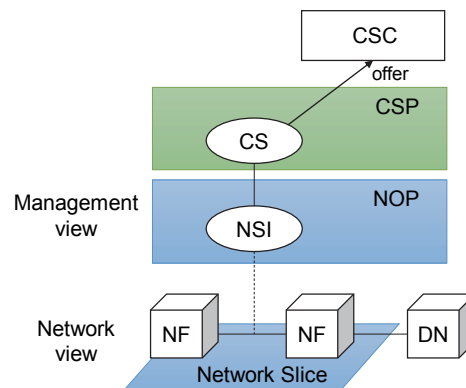 CSC
offer
CSP
CS
Management
view
NOP
NSI
Network
view
NF
NF
DN
Network Slice